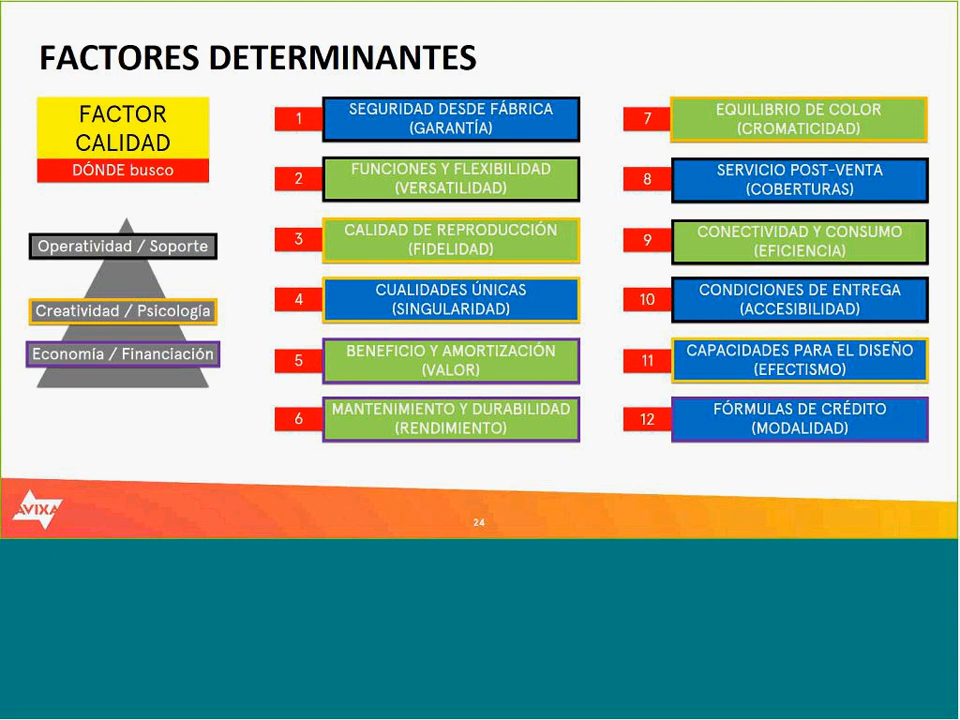 FACTORES DETERMINANTES
FACTOR
CALIDAD
DÓNDE busco
Operatividad / Soporte
Creatividad / Psicología
Economía / Financiación
1
SEGURIDAD DESDE FÁBRICA
(GARANTÍA)
2
FUNCIONES Y FLEXIBILIDAD
(VERSATILIDAD)
3
CALIDAD DE REPRODUCCIÓN
(FIDELIDAD)
4
CUALIDADES ÚNICAS
(SINGULARIDAD)
5
BENEFICIO Y AMORTIZACIÓN
(VALOR)
6
MANTENIMIENTO Y DURABILIDAD
(RENDIMIENTO)
7
EQUILIBRIO DE COLOR
(CROMATICIDAD)
8
SERVICIO POST-VENTA
(COBERTURAS)
9
CONECTIVIDAD Y CONSUMO
(EFICIENCIA)
10
CONDICIONES DE ENTREGA
(ACCESIBILIDAD)
11
CAPACIDADES PARA EL DISEÑO
(EFECTISMO)
12
FÓRMULAS DE CRÉDITO
(MODALIDAD)
AVIXA
24